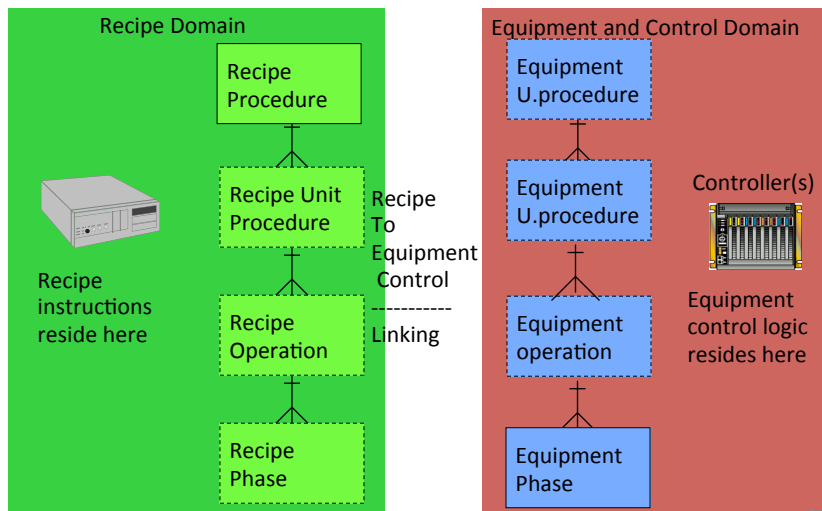 Recipe Domain
Recipe
Procedure
Recipe Unit
Procedure
Recipe
instructions
reside here
Recipe
Operation
Recipe
Phase
Recipe
To
Equipment
Control
-----------
Linking
Equipment and Control Domain
Equipment
U.procedure
Equipment
U.procedure
Controller(s)
Equipment
control logic
resides here
Equipment
operation
Equipment
Phase